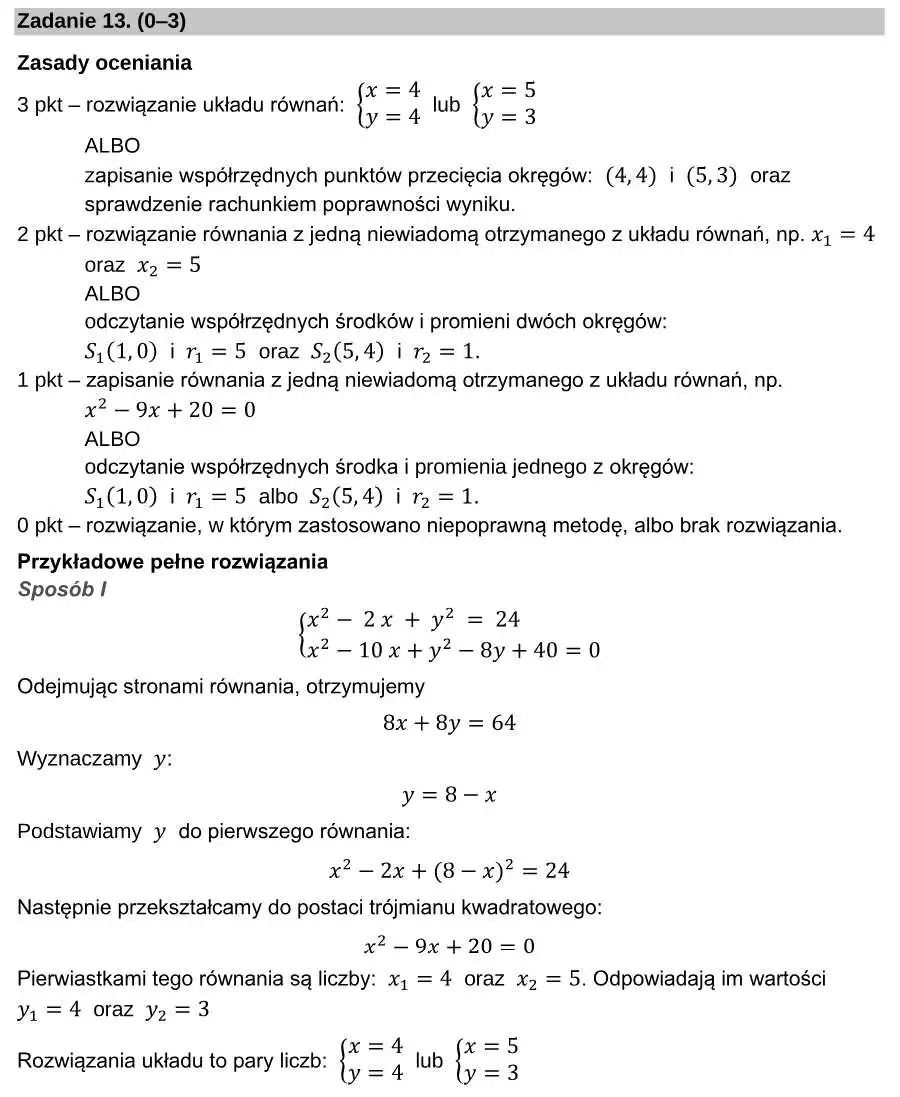 Zadanie 13. (0–3)
Zasady oceniania
3 pkt – rozwiązanie układu równań: {x = 4 y = 4 lub {x = 5 y = 3
ALBO
zapisanie współrzędnych punktów przecięcia okręgów: (4, 4) i (5, 3) oraz
sprawdzenie rachunkiem poprawności wyniku.
2 pkt – rozwiązanie równania z jedną niewiadomą otrzymanego z układu równań, np. x₁ = 4
oraz x₂ = 5
ALBO
odczytanie współrzędnych środków i promieni dwóch okręgów:
S₁(1, 0) i r₁ = 5 oraz S₂(5, 4) i r₂ = 1.
1 pkt – zapisanie równania z jedną niewiadomą otrzymanego z układu równań, np.
x² − 9x + 20 = 0
ALBO
odczytanie współrzędnych środka i promienia jednego z okręgów:
S₁(1, 0) i r₁ = 5 albo S₂(5, 4) i r₂ = 1.
0 pkt – rozwiązanie, w którym zastosowano niepoprawną metodę, albo brak rozwiązania.
Przykładowe pełne rozwiązania
Sposób I
{x² − 2 x + y² = 24
x² − 10 x + y² − 8y + 40 = 0
Odejmując stronami równania, otrzymujemy
8x + 8y = 64
Wyznaczamy y:
y = 8 − x
Podstawiamy y do pierwszego równania:
x² − 2x + (8 − x)² = 24
Następnie przekształcamy do postaci trójmianu kwadratowego:
x² − 9x + 20 = 0
Pierwiastkami tego równania są liczby: x₁ = 4 oraz x₂ = 5. Odpowiadają im wartości
y₁ = 4 oraz y₂ = 3
Rozwiązania układu to pary liczb: {x = 4 y = 4 lub {x = 5 y = 3